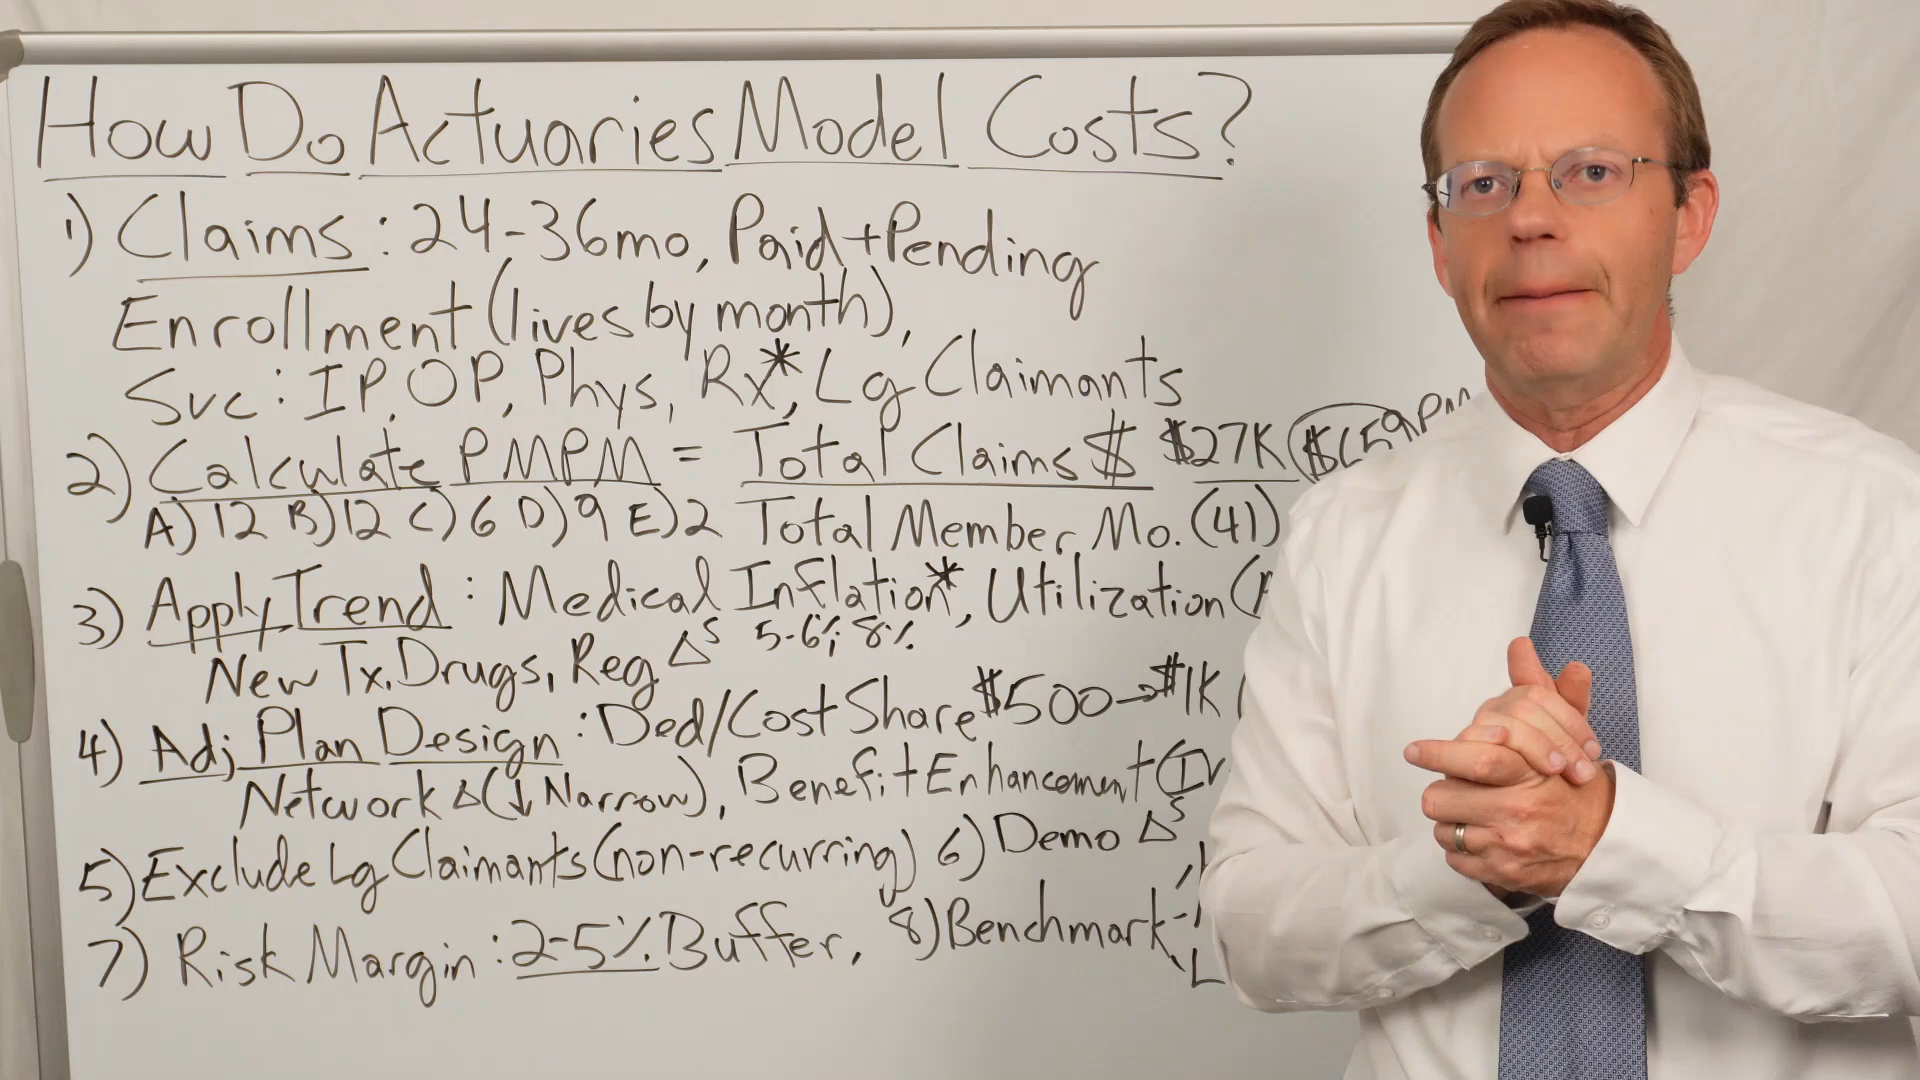 How Do Actuaries Model Costs?
1) Claims: 24-36mo, Paid+Pending
Enrollment (lives by month),
Svc: IP, OP, Phys, Rx*, Lg Claimants
2) Calculate PMPM = Total Claims $ $27K $659 PM
A) 12 B) 12 C) 6 D) 9 E) 2 Total Member Mo. (41)
3) Apply Trend: Medical Inflation*, Utilization (
New Tx, Drugs, Reg Δs 5-6%, 8%
4) Adj Plan Design: Ded/Cost Share $500→$1K (
Network Δ (↓ Narrow), Benefit Enhancement (
5) Exclude Lg Claimants (non-recurring) 6) Demo Δs
7) Risk Margin: 2-5% Buffer, 8) Benchmark